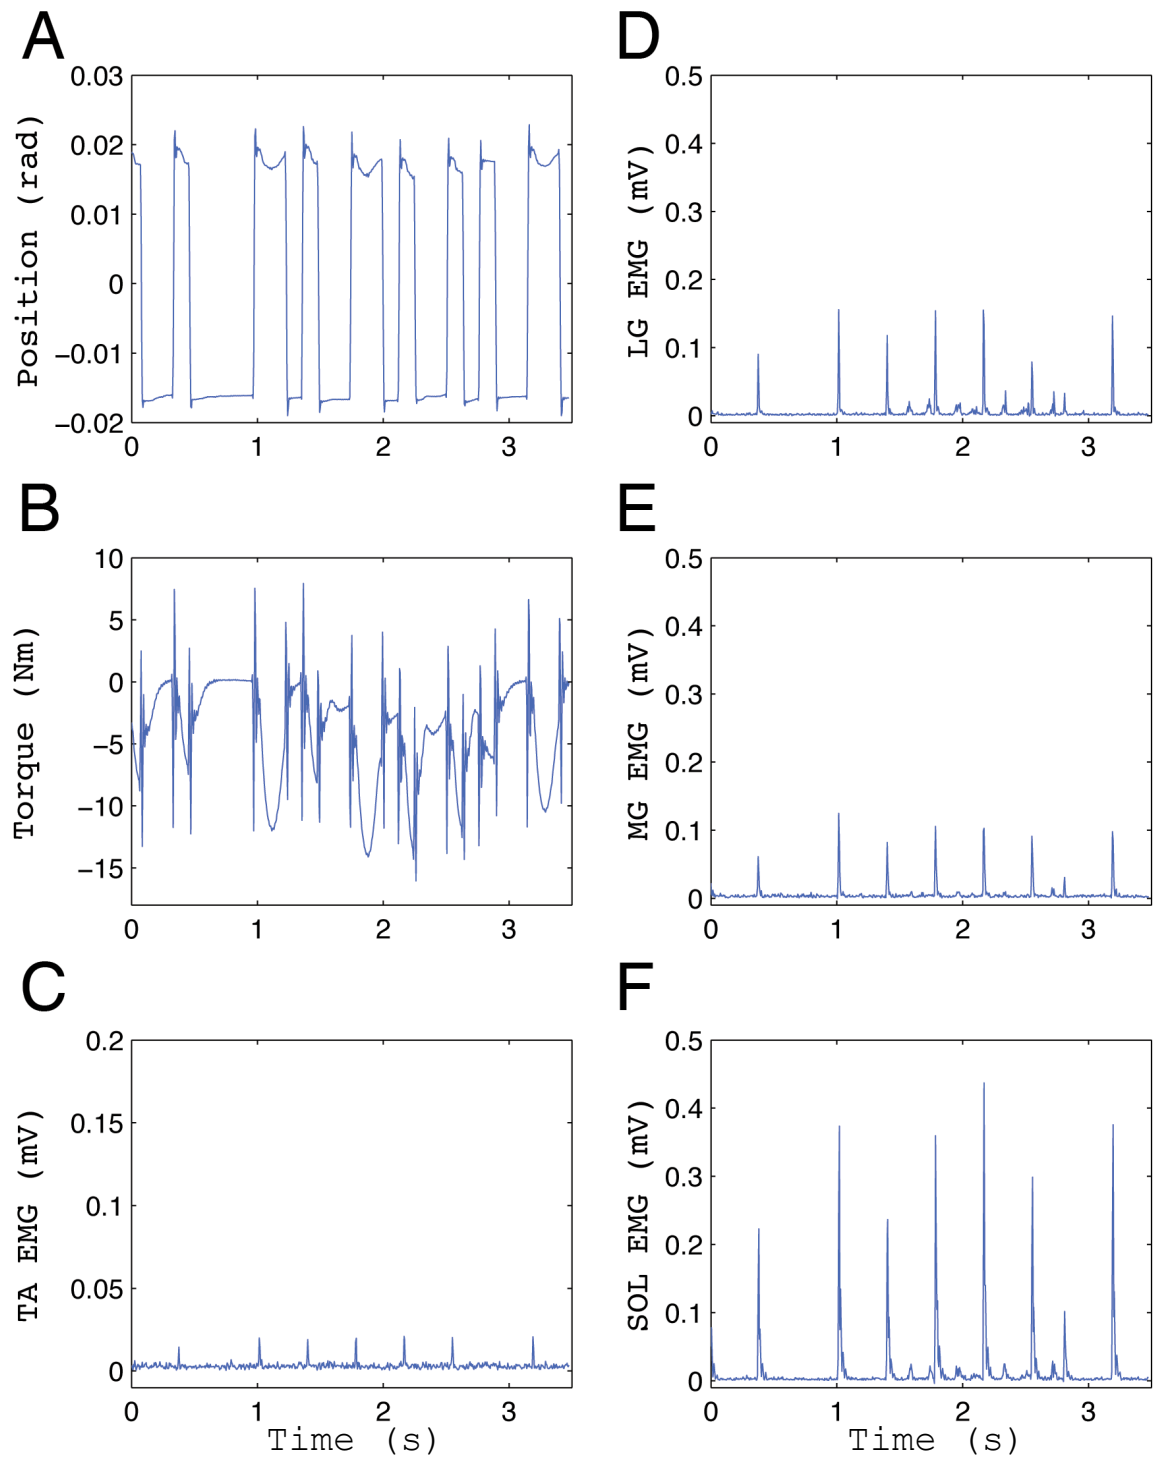 A
0.03
0.02
0.01
0
−0.01
−0.02
Position (rad)
0 1 2 3
D
0.5
0.4
0.3
0.2
0.1
0
LG EMG (mV)
0 1 2 3
B
10
5
0
−5
−10
−15
Torque (Nm)
0 1 2 3
E
0.5
0.4
0.3
0.2
0.1
0
MG EMG (mV)
0 1 2 3
C
0.2
0.15
0.1
0.05
0
TA EMG (mV)
0 1 2 3
Time (s)
F
0.5
0.4
0.3
0.2
0.1
0
SOL EMG (mV)
0 1 2 3
Time (s)